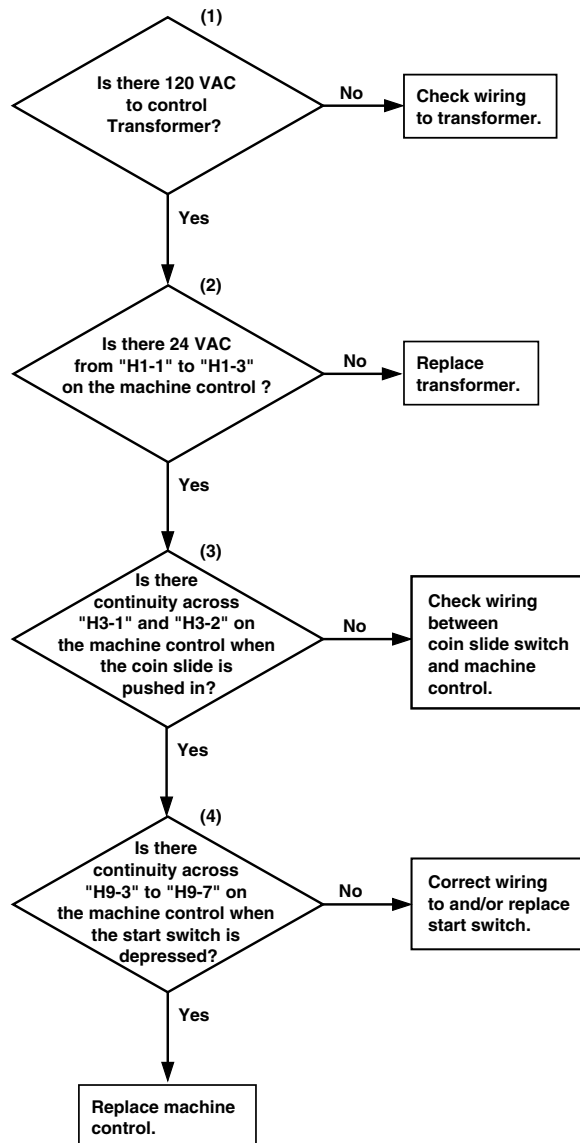 (1)
Is there 120 VAC
to control
Transformer?
No
Check wiring
to transformer.
Yes
(2)
Is there 24 VAC
from "H1-1" to "H1-3"
on the machine control ?
No
Replace
transformer.
Yes
(3)
Is there
continuity across
"H3-1" and "H3-2" on
the machine control when
the coin slide is
pushed in?
No
Check wiring
between
coin slide switch
and machine
control.
Yes
(4)
Is there
continuity across
"H9-3" to "H9-7" on
the machine control when
the start switch is
depressed?
No
Correct wiring
to and/or replace
start switch.
Yes
Replace machine
control.